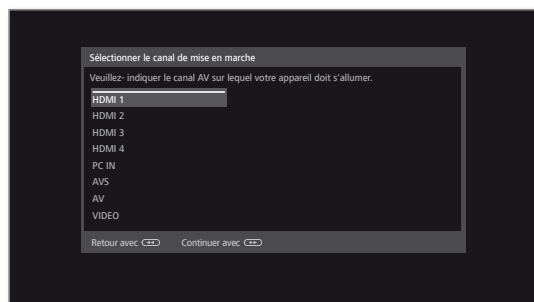 Sélectionner le canal de mise en marche
Veuillez- indiquer le canal AV sur lequel votre appareil doit s'allumer.
HDMI 1
HDMI 2
HDMI 3
HDMI 4
PC IN
AVS
AV
VIDEO
Retour avec ◄◄ Continuer avec ►►